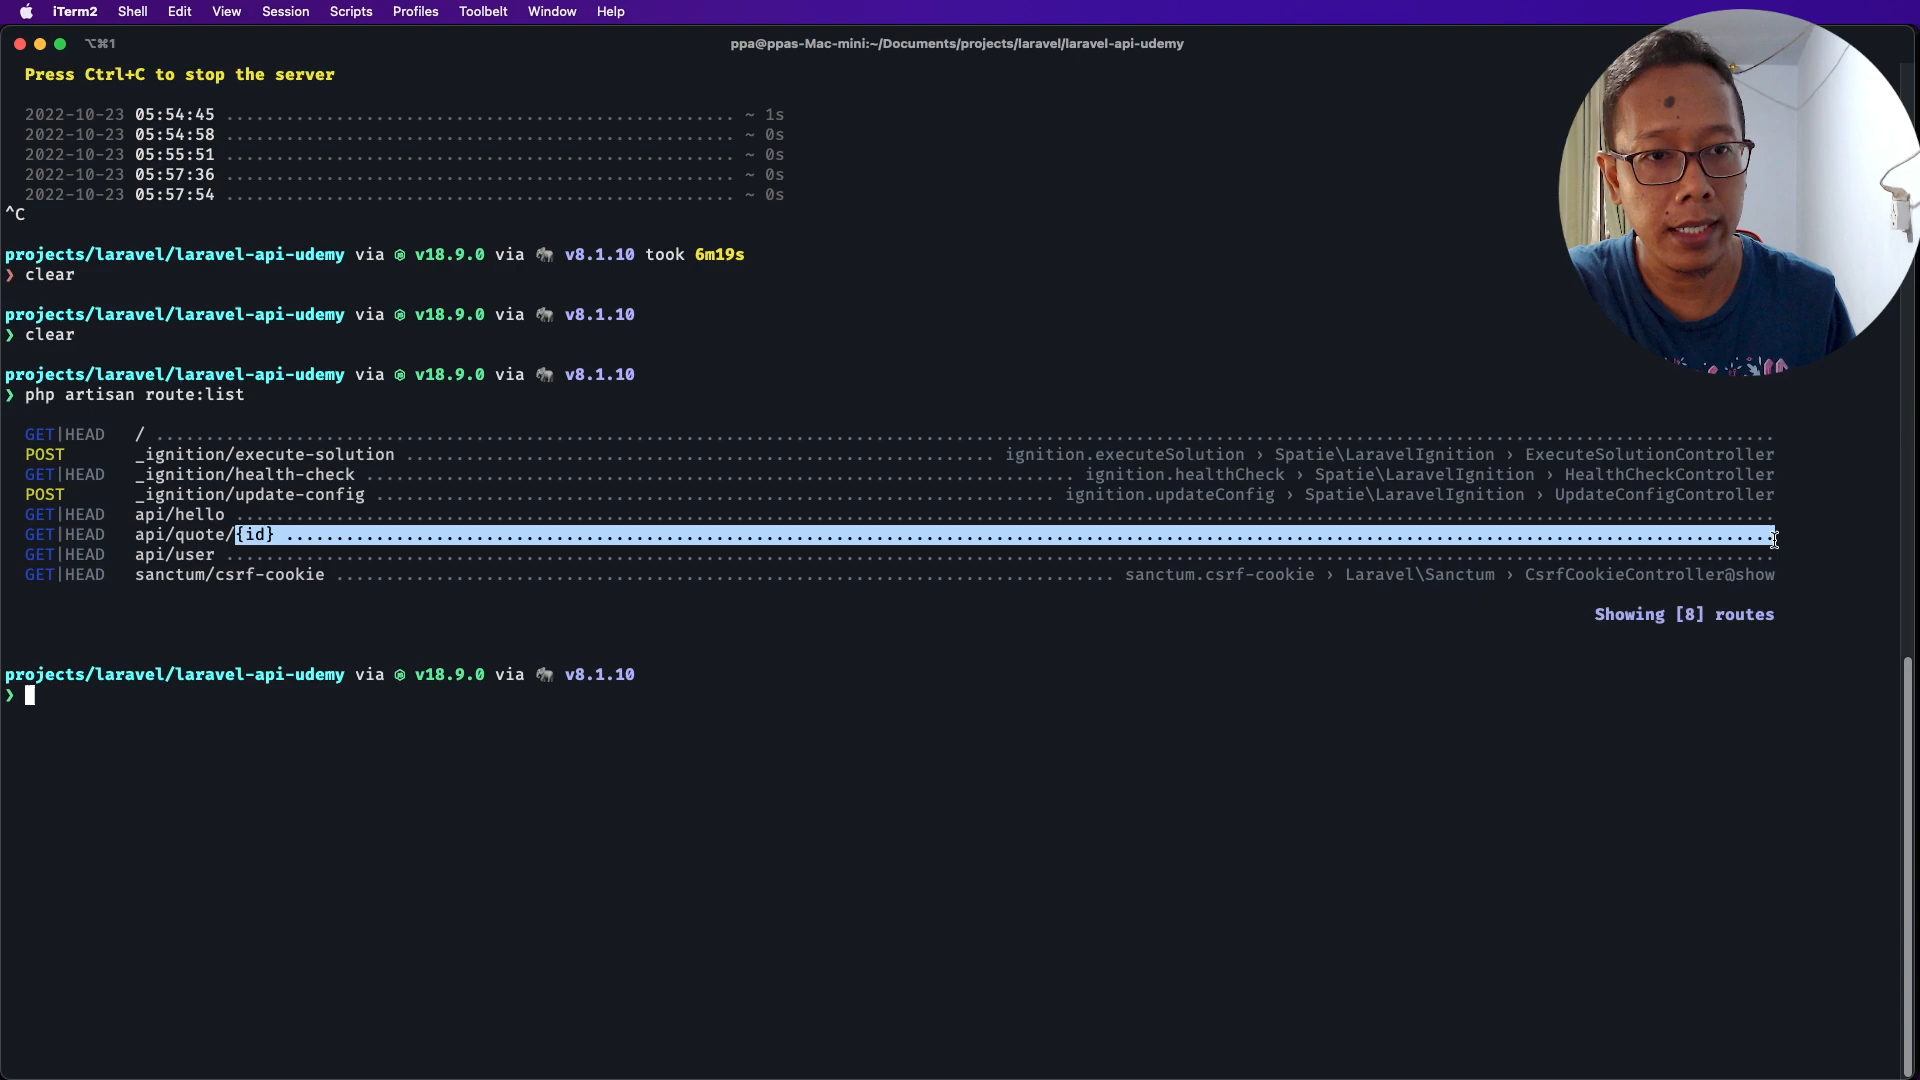 iTerm2 Shell Edit View Session Scripts Profiles Toolbelt Window Help
⌥⌘1 ppa@ppas-Mac-mini:~/Documents/projects/laravel/laravel-api-udemy
Press Ctrl+C to stop the server
2022-10-23 05:54:45 ................................................... ~ 1s
2022-10-23 05:54:58 ................................................... ~ 0s
2022-10-23 05:55:51 ................................................... ~ 0s
2022-10-23 05:57:36 ................................................... ~ 0s
2022-10-23 05:57:54 ................................................... ~ 0s
^C
projects/laravel/laravel-api-udemy via v18.9.0 via 🐘 v8.1.10 took 6m19s
❯ clear
projects/laravel/laravel-api-udemy via v18.9.0 via 🐘 v8.1.10
❯ clear
projects/laravel/laravel-api-udemy via v18.9.0 via 🐘 v8.1.10
❯ php artisan route:list
GET|HEAD / ..................................................................................................................................................................
POST _ignition/execute-solution ........................................................... ignition.executeSolution › Spatie\LaravelIgnition › ExecuteSolutionController
GET|HEAD _ignition/health-check ....................................................................... ignition.healthCheck › Spatie\LaravelIgnition › HealthCheckController
POST _ignition/update-config .................................................................... ignition.updateConfig › Spatie\LaravelIgnition › UpdateConfigController
GET|HEAD api/hello ..........................................................................................................................................................
GET|HEAD api/quote/{id} .....................................................................................................................................................
GET|HEAD api/user ...........................................................................................................................................................
GET|HEAD sanctum/csrf-cookie .............................................................................. sanctum.csrf-cookie › Laravel\Sanctum › CsrfCookieController@show
Showing [8] routes
projects/laravel/laravel-api-udemy via v18.9.0 via 🐘 v8.1.10
❯